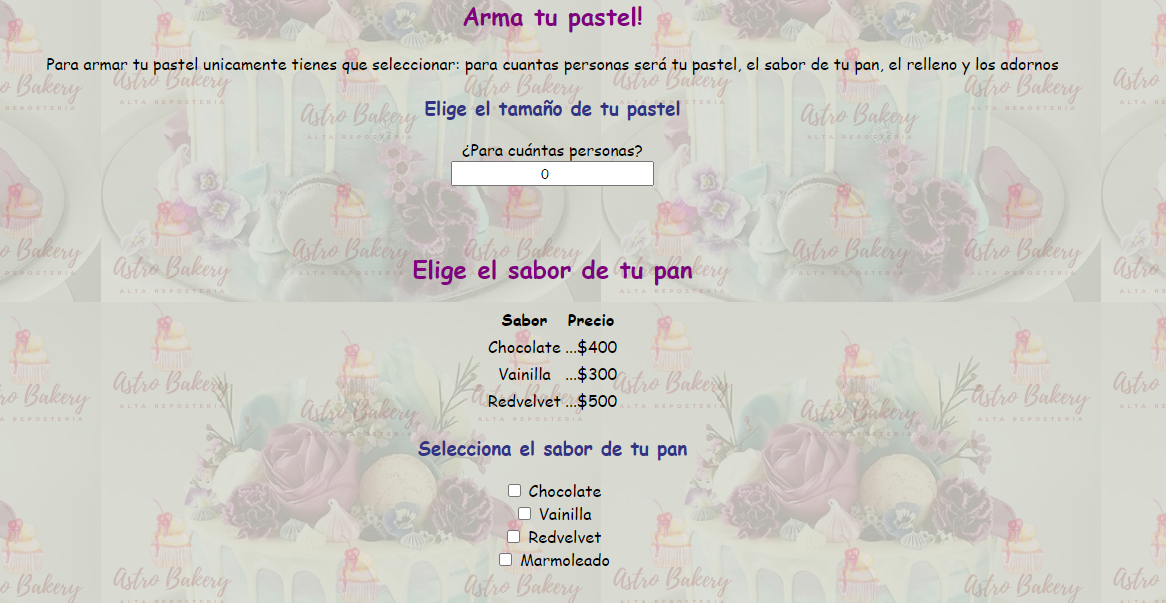 Arma tu pastel!
Para armar tu pastel unicamente tienes que seleccionar: para cuantas personas será tu pastel, el sabor de tu pan, el relleno y los adornos
Astro Bakery
ALTA REPOSTERIA
Elige el tamaño de tu pastel
¿Para cuántas personas?
0
Elige el sabor de tu pan
Sabor Precio
Chocolate ...$400
Vainilla ...$300
Redvelvet ...$500
Selecciona el sabor de tu pan
Chocolate
Vainilla
Redvelvet
Marmoleado